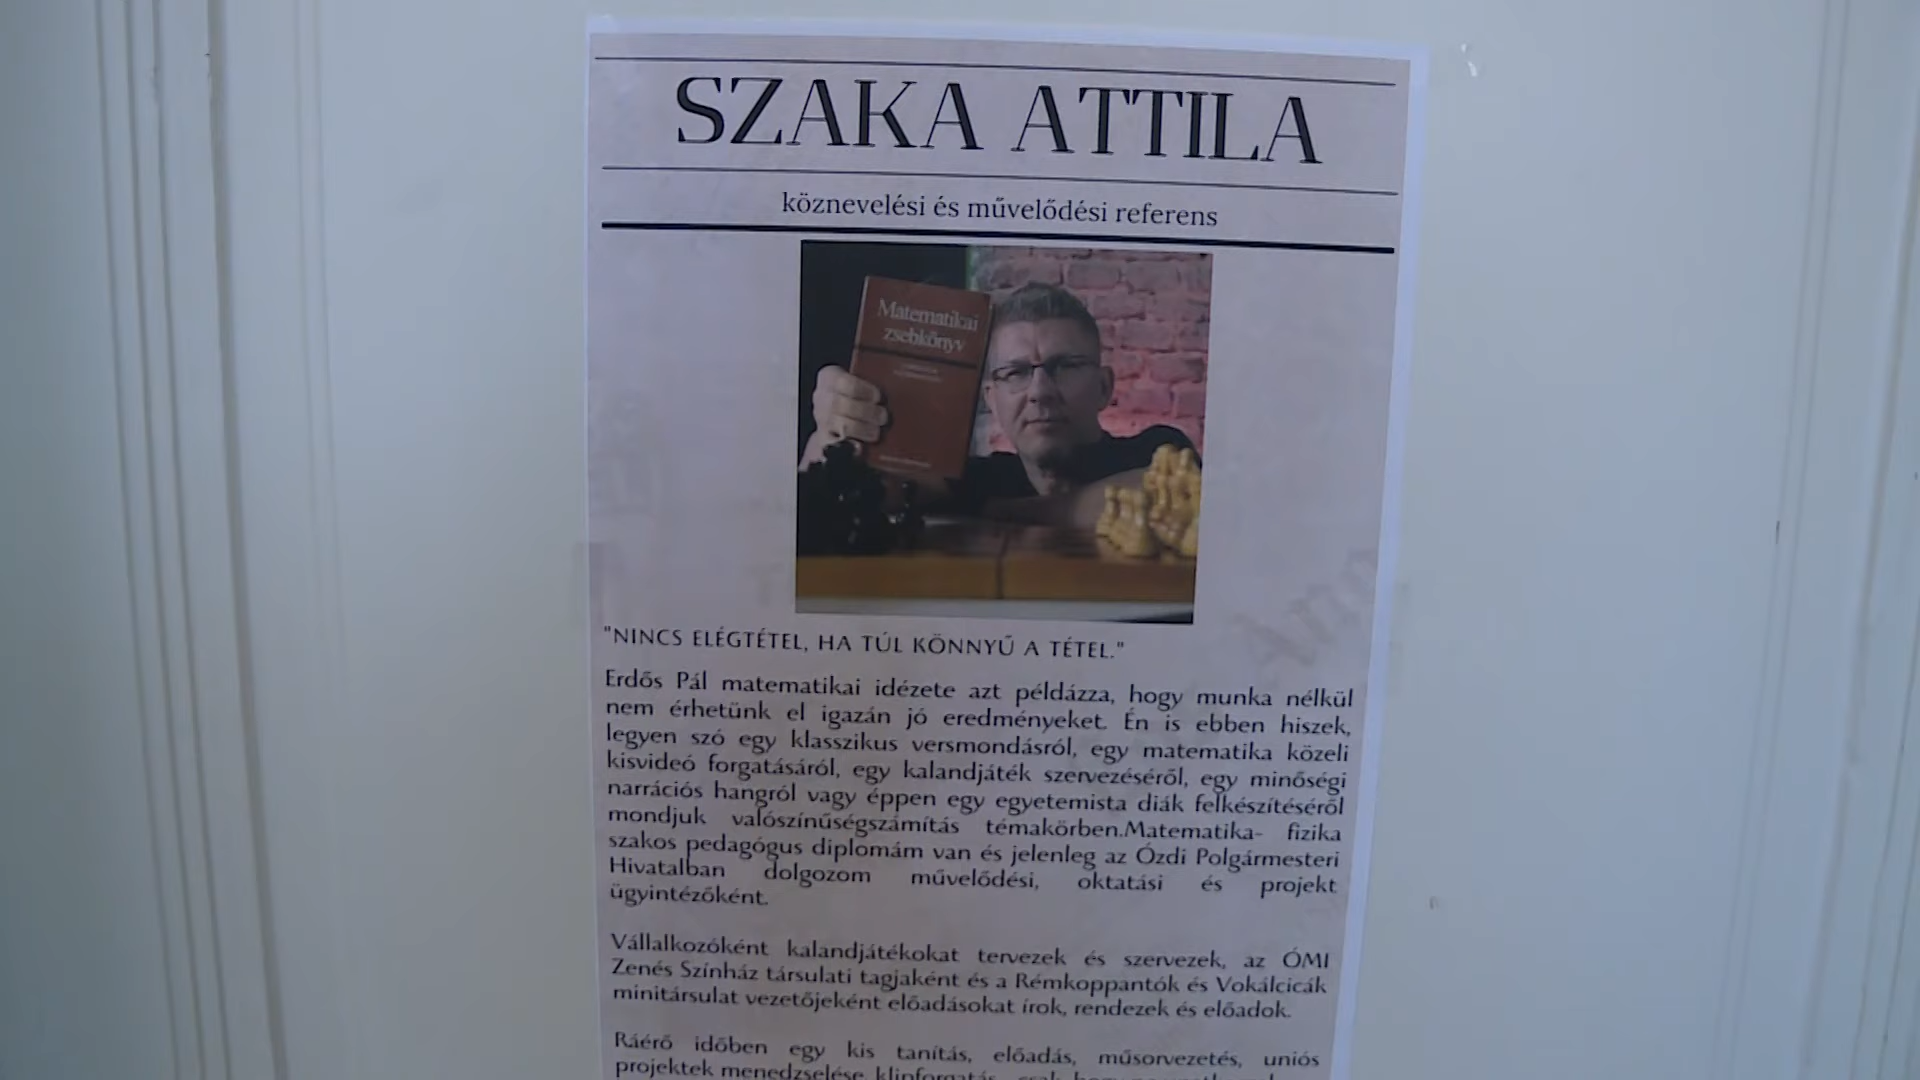 SZAKA ATTILA
köznevelési és művelődési referens
Matematikai
zsebkönyv
"NINCS ELÉGTÉTEL, HA TÚL KÖNNYŰ A TÉTEL."
Erdős Pál matematikai idézete azt példázza, hogy munka nélkül
nem érhetünk el igazán jó eredményeket. Én is ebben hiszek,
legyen szó egy klasszikus versmondásról, egy matematika közeli
kisvideó forgatásáról, egy kalandjáték szervezéséről, egy minőségi
narrációs hangról vagy éppen egy egyetemista diák felkészítéséről
mondjuk valószínűségszámítás témakörben.Matematika- fizika
szakos pedagógus diplomám van és jelenleg az Ózdi Polgármesteri
Hivatalban dolgozom művelődési, oktatási és projekt
ügyintézőként.
Vállalkozóként kalandjátékokat tervezek és szervezek, az ÓMI
Zenés Színház társulati tagjaként és a Rémkoppantók és Vokálcicák
minitársulat vezetőjeként előadásokat írok, rendezek és előadok.
Ráérő időben egy kis tanítás, előadás, műsorvezetés, uniós
projektek menedzselése, klipforgatás,